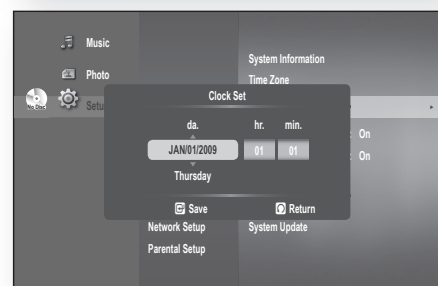 Music
Photo
No Disc
Setu
System Information
Time Zone
Clock Set
da.
hr.
min.
JAN/01/2009
01
01
Thursday
On
On
Save
Return
Network Setup
System Update
Parental Setup